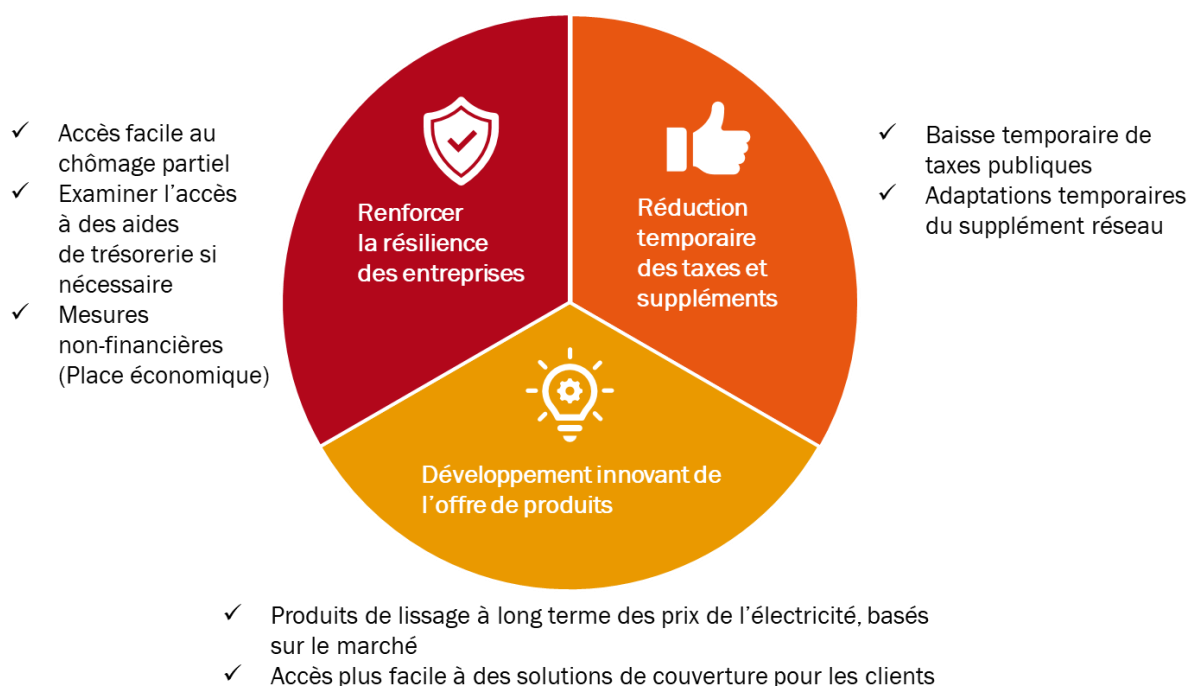 Accès facile au
chômage partiel
Examiner l'accès
à des aides
de trésorerie si
nécessaire
Mesures
non-financières
(Place économique)
Renforcer
la résilience
des entreprises
Réduction
temporaire
des taxes et
suppléments
Baisse temporaire de
taxes publiques
Adaptations temporaires
du supplément réseau
Développement innovant de
l'offre de produits
Produits de lissage à long terme des prix de l'électricité, basés
sur le marché
Accès plus facile à des solutions de couverture pour les clients